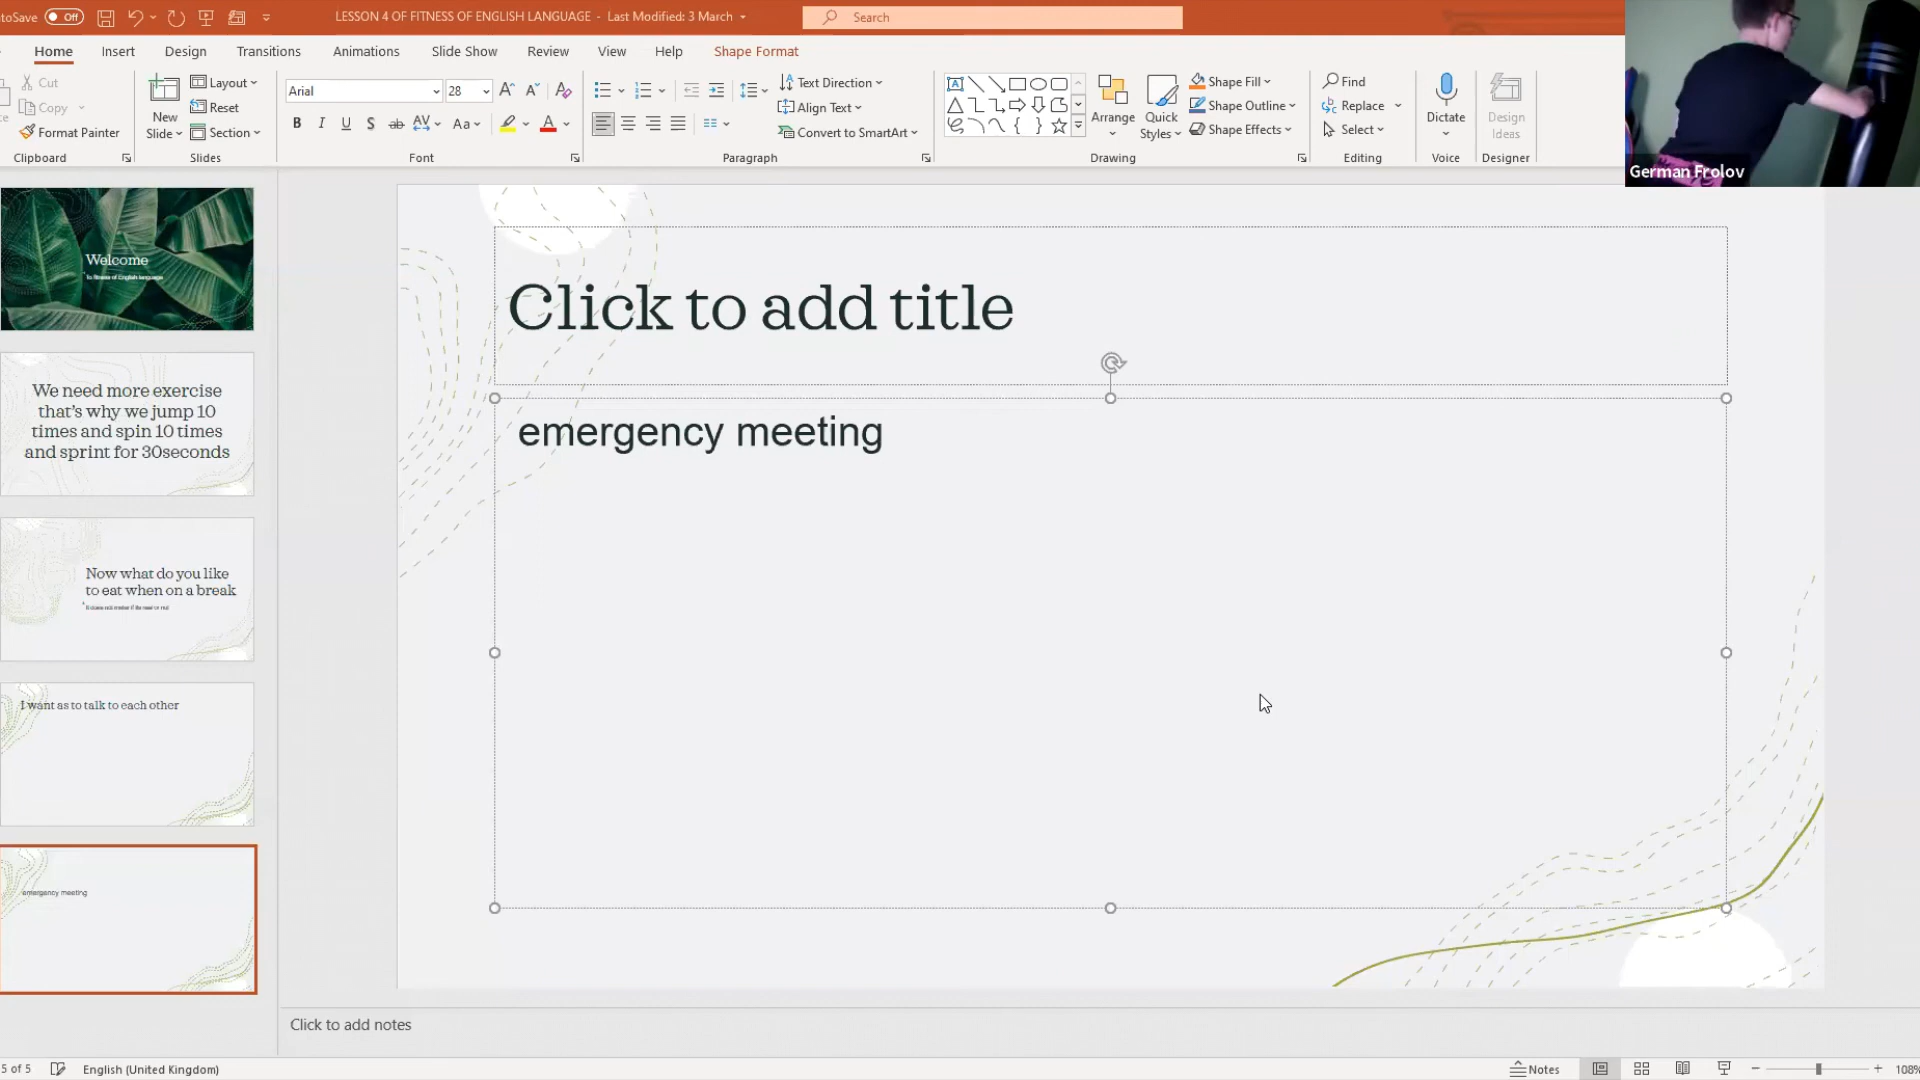 toSave Off
LESSON 4 OF FITNESS OF ENGLISH LANGUAGE - Last Modified: 3 March
Search
Home Insert Design Transitions Animations Slide Show Review View Help Shape Format
Cut
Copy
Format Painter
Clipboard
New
Slide
Layout
Reset
Section
Slides
Arial 28
Font
Text Direction
Align Text
Convert to SmartArt
Paragraph
Arrange
Quick
Styles
Shape Fill
Shape Outline
Shape Effects
Drawing
Find
Replace
Select
Editing
Dictate
Voice
Design
Ideas
Designer
German Frolov
Welcome
To fitness of English language
We need more exercise
that's why we jump 10
times and spin 10 times
and sprint for 30seconds
Now what do you like
to eat when on a break
I want as to talk to each other
emergency meeting
Click to add title
emergency meeting
Click to add notes
5 of 5
English (United Kingdom)
Notes
108%